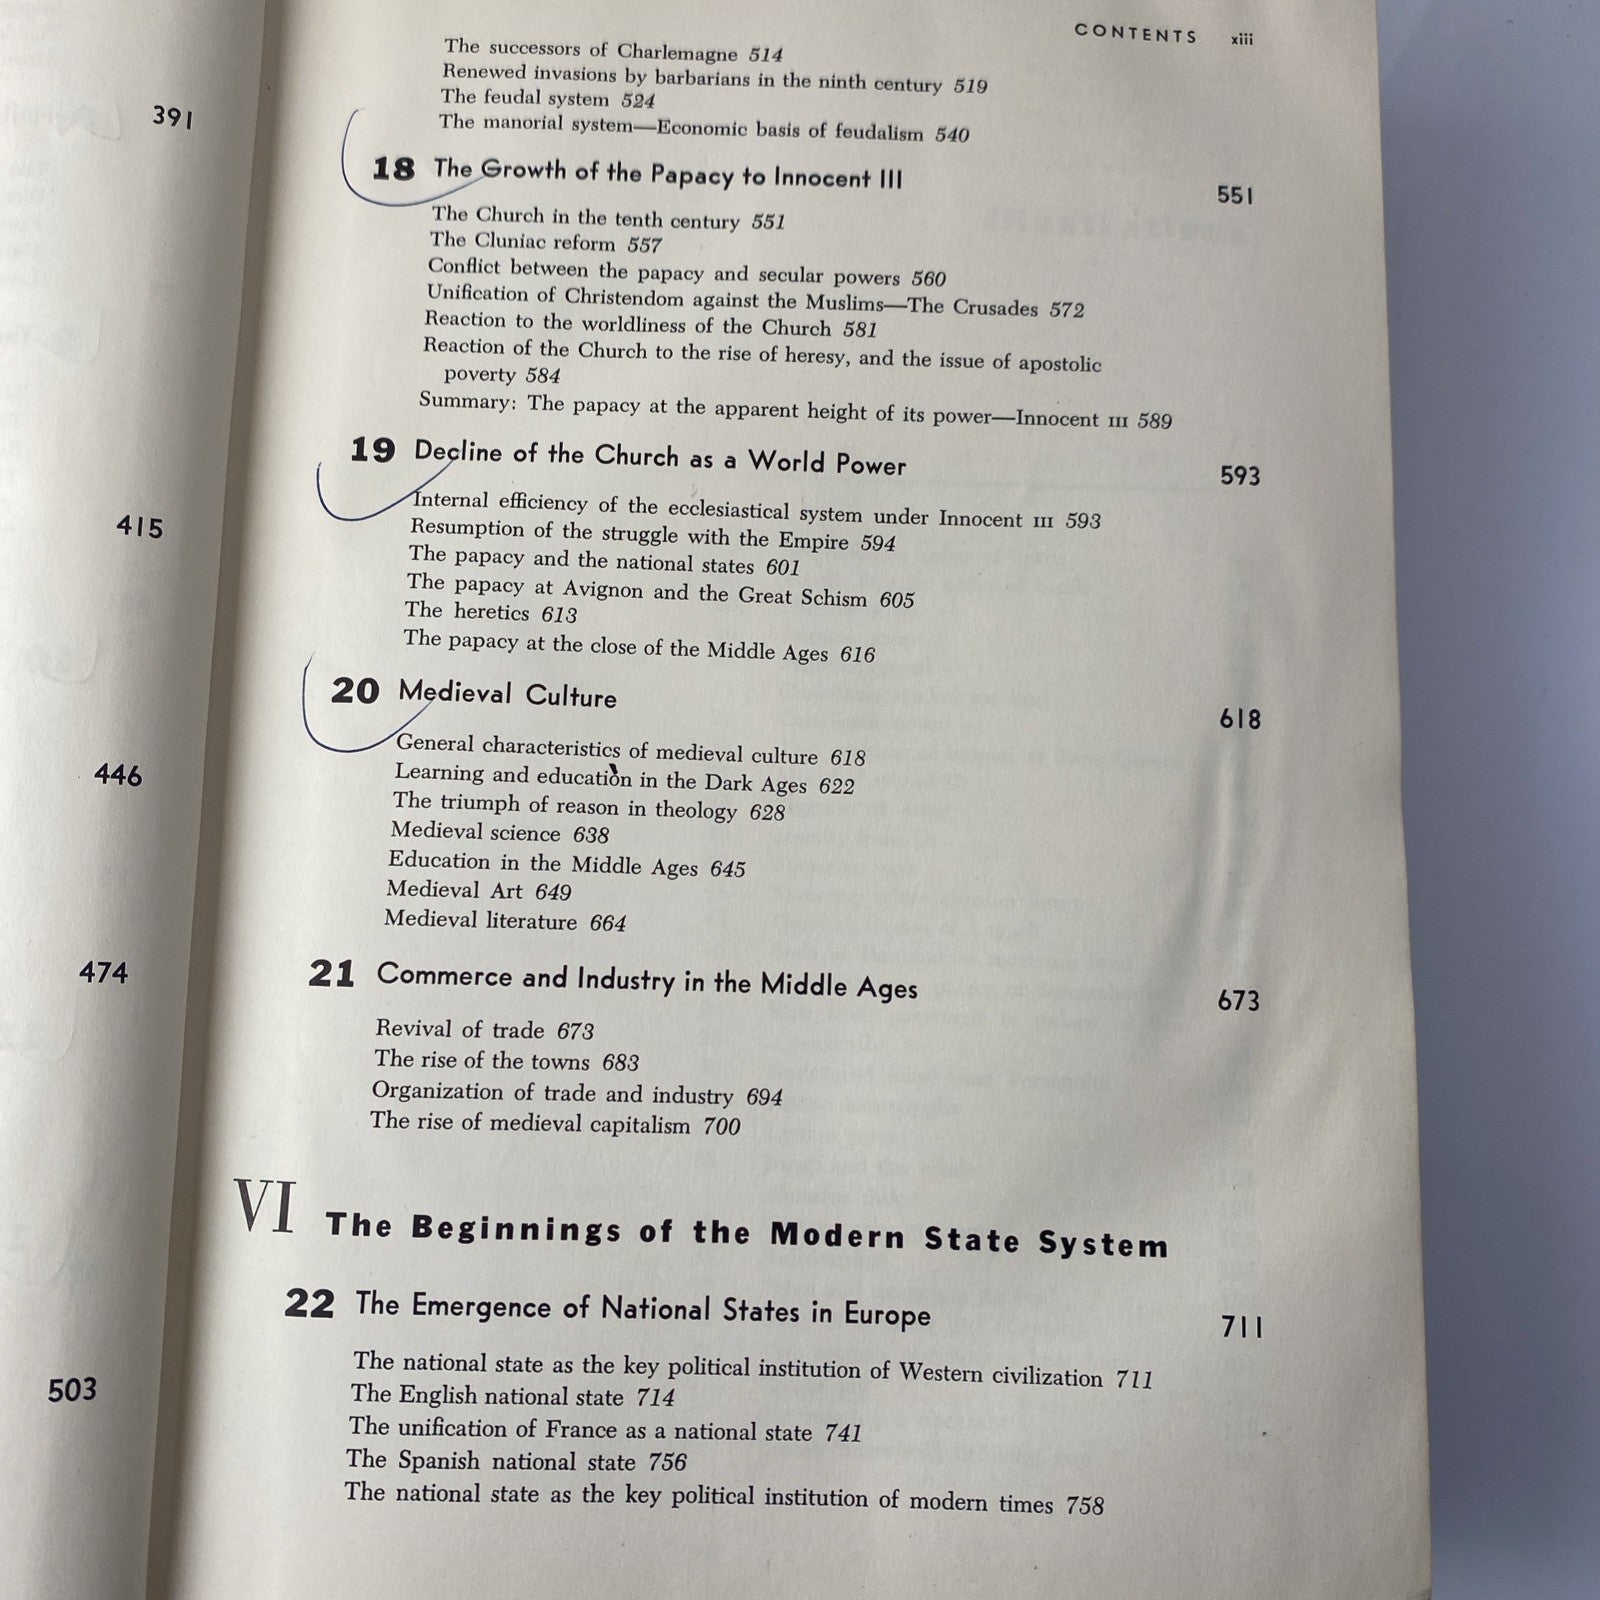 391
415
446
474
503
CONTENTS xiii
The successors of Charlemagne 514
Renewed invasions by barbarians in the ninth century 519
The feudal system 524
The manorial system—Economic basis of feudalism 540
18 The Growth of the Papacy to Innocent III 551
The Church in the tenth century 551
The Cluniac reform 557
Conflict between the papacy and secular powers 560
Unification of Christendom against the Muslims—The Crusades 572
Reaction to the worldliness of the Church 581
Reaction of the Church to the rise of heresy, and the issue of apostolic
poverty 584
Summary: The papacy at the apparent height of its power—Innocent III 589
19 Decline of the Church as a World Power 593
Internal efficiency of the ecclesiastical system under Innocent III 593
Resumption of the struggle with the Empire 594
The papacy and the national states 601
The papacy at Avignon and the Great Schism 605
The heretics 613
The papacy at the close of the Middle Ages 616
20 Medieval Culture 618
General characteristics of medieval culture 618
Learning and education in the Dark Ages 622
The triumph of reason in theology 628
Medieval science 638
Education in the Middle Ages 645
Medieval Art 649
Medieval literature 664
21 Commerce and Industry in the Middle Ages 673
Revival of trade 673
The rise of the towns 683
Organization of trade and industry 694
The rise of medieval capitalism 700
VI The Beginnings of the Modern State System
22 The Emergence of National States in Europe 711
The national state as the key political institution of Western civilization 711
The English national state 714
The unification of France as a national state 741
The Spanish national state 756
The national state as the key political institution of modern times 758